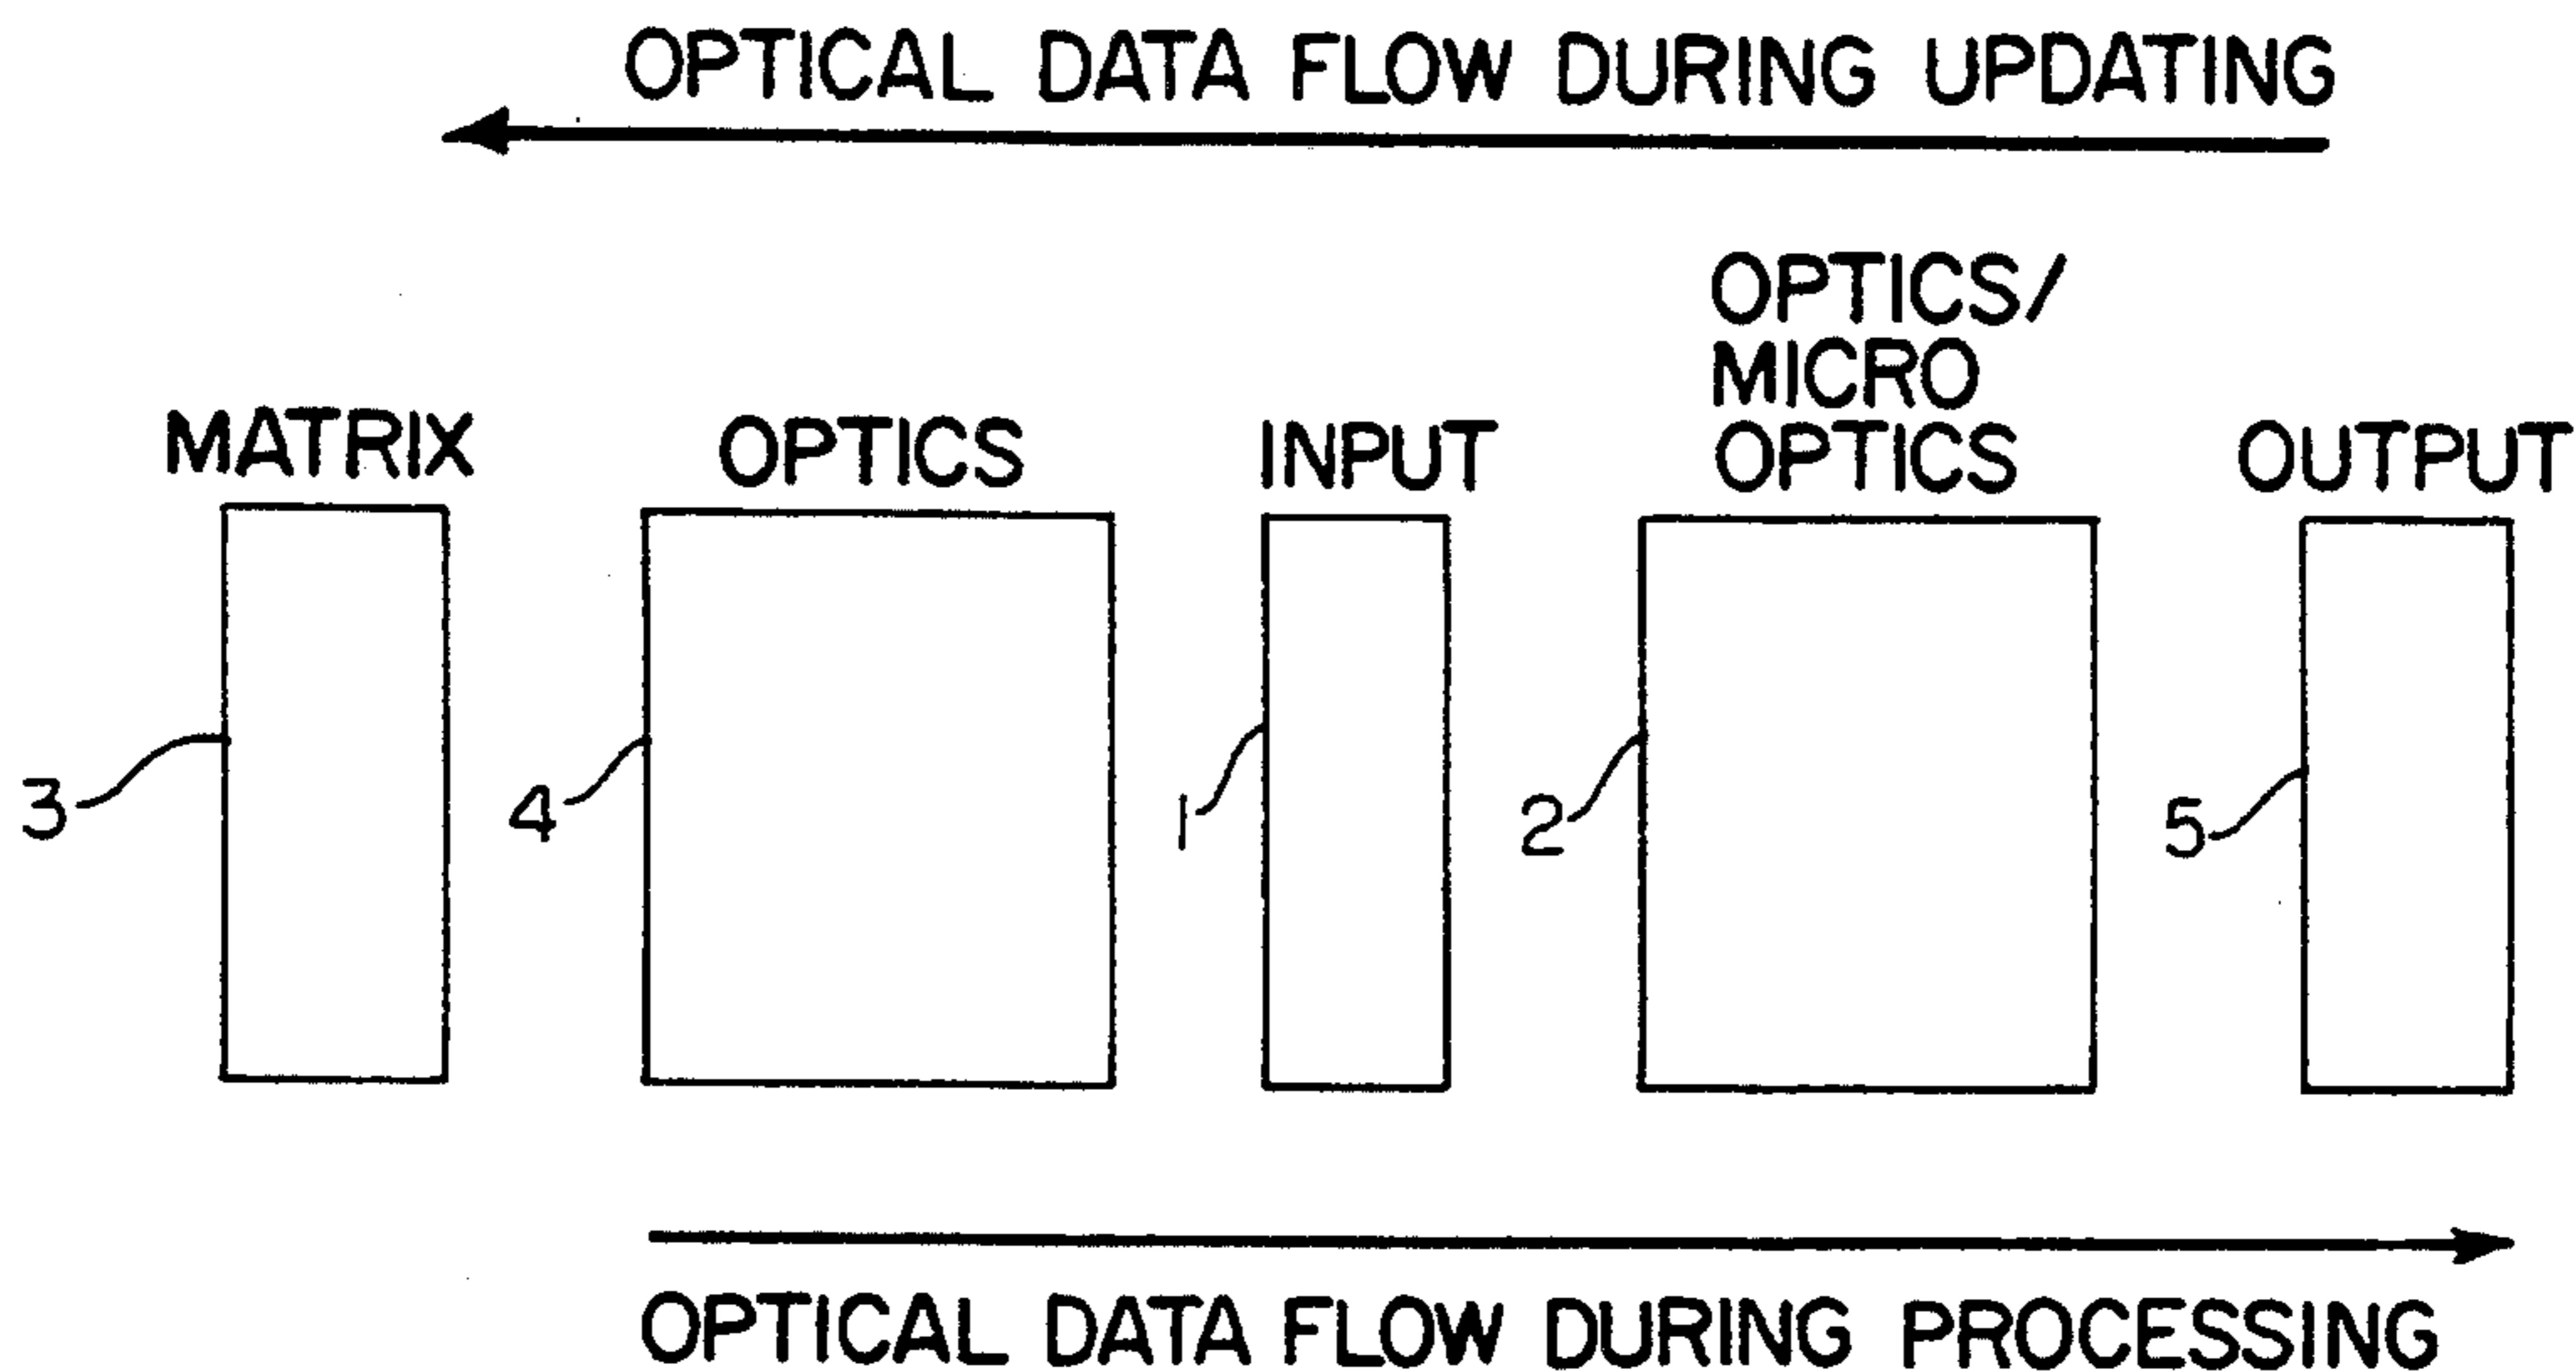 OPTICAL DATA FLOW DURING UPDATING
OPTICS/
MICRO
OPTICS
MATRIX
OPTICS
INPUT
OUTPUT
3
4
1
2
5
OPTICAL DATA FLOW DURING PROCESSING